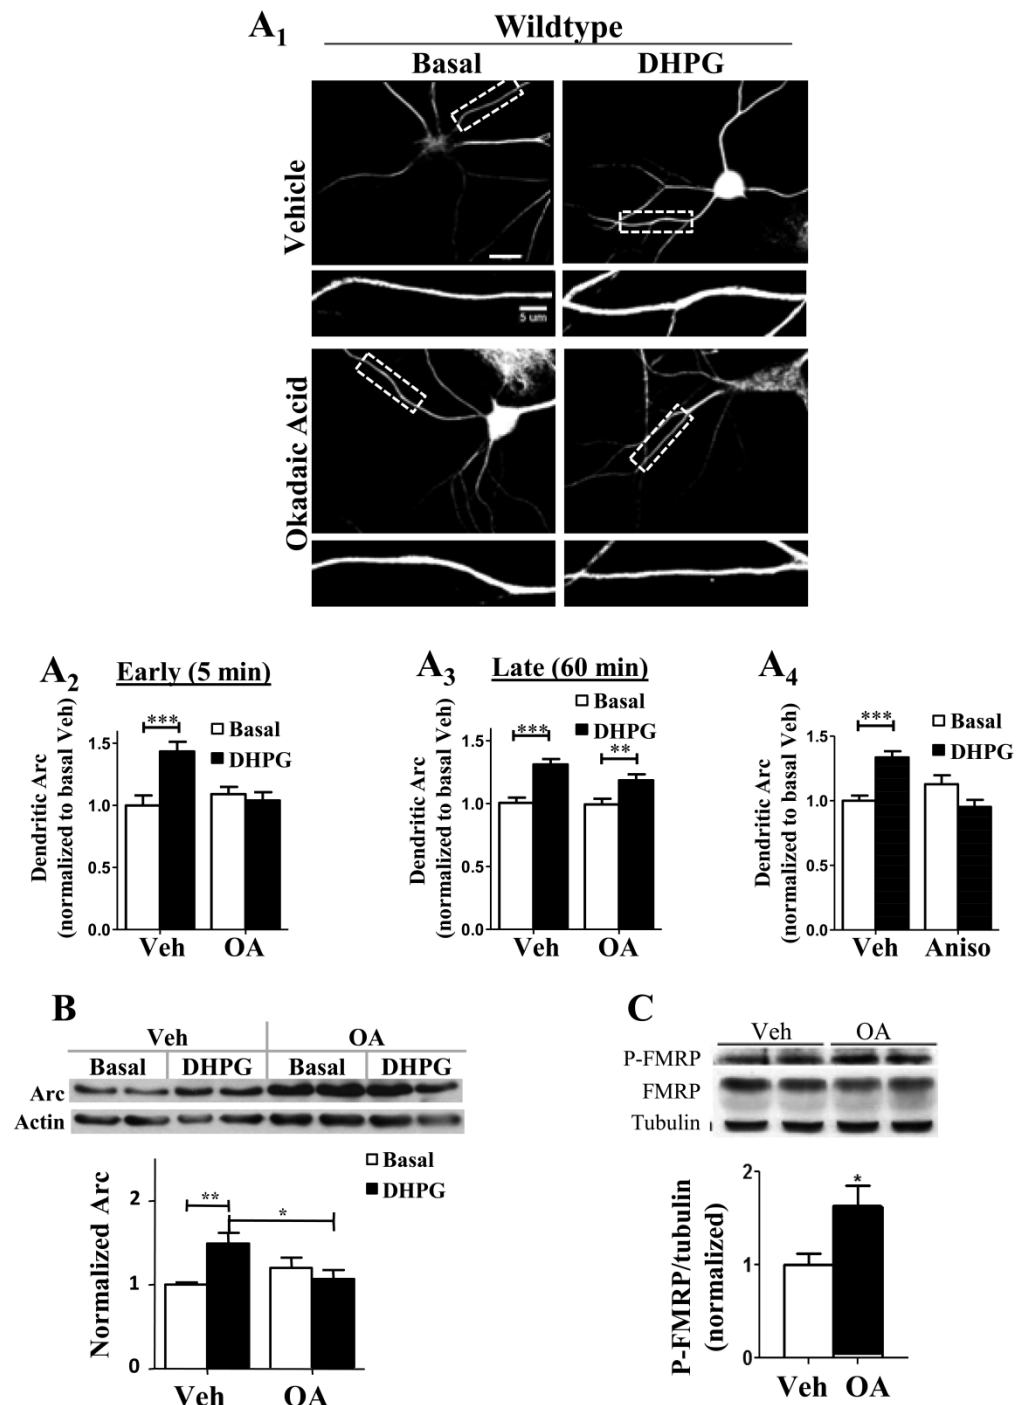 A1
Wildtype
Basal DHPG
Vehicle
5 um
Okadaic Acid
A2 Early (5 min)
Dendritic Arc
(normalized to basal Veh)
***
Basal
DHPG
1.5
1.0
0.5
0.0
Veh OA
A3 Late (60 min)
Dendritic Arc
(normalized to basal Veh)
*** **
Basal
DHPG
1.5
1.0
0.5
0.0
Veh OA
A4
Dendritic Arc
(normalized to basal Veh)
***
Basal
DHPG
1.5
1.0
0.5
0.0
Veh Aniso
B
Veh OA
Basal DHPG Basal DHPG
Arc
Actin
Basal
DHPG
Normalized Arc
** *
2
1
0
Veh OA
C
Veh OA
P-FMRP
FMRP
Tubulin
P-FMRP/tubulin
(normalized)
*
2
1
0
Veh OA